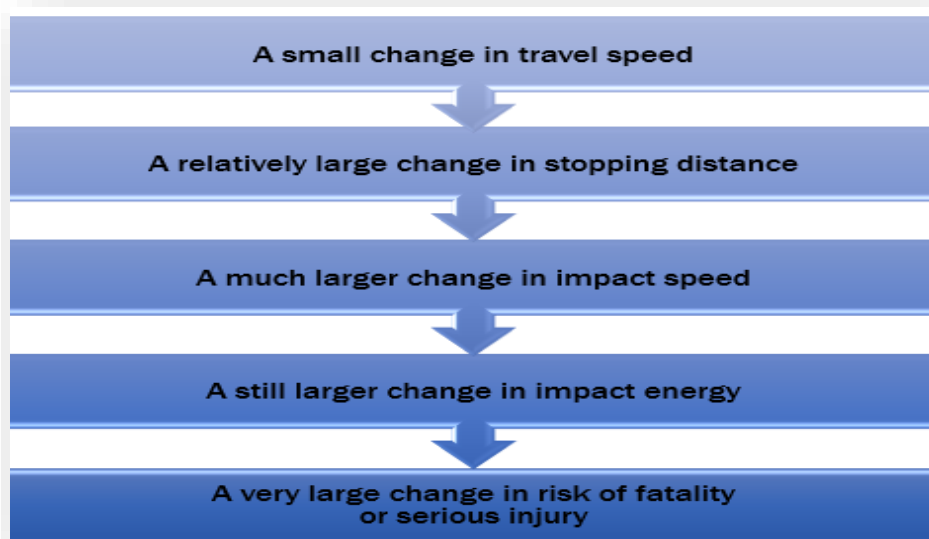 A small change in travel speed
A relatively large change in stopping distance
A much larger change in impact speed
A still larger change in impact energy
A very large change in risk of fatality
or serious injury